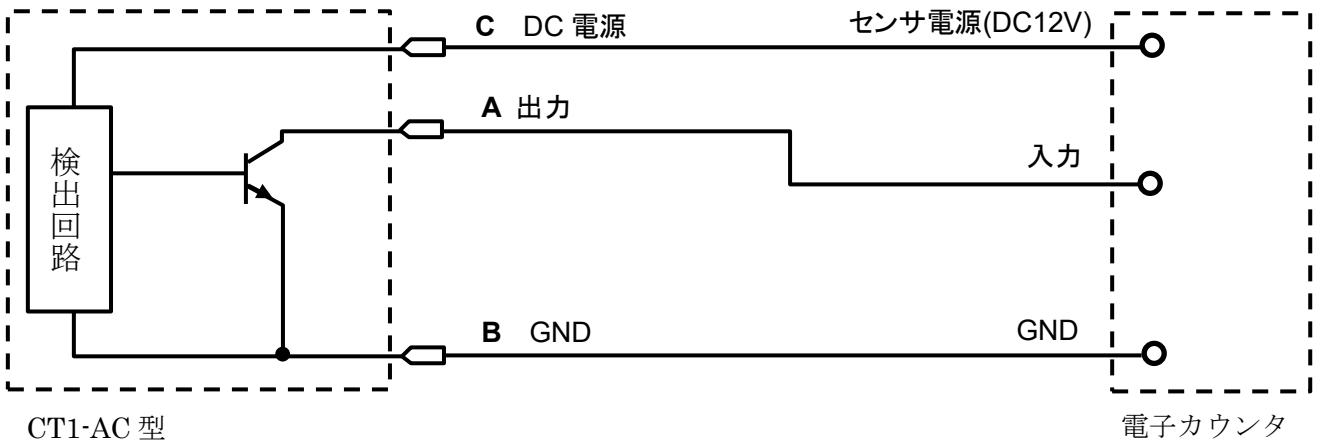 C DC 電源
センサ電源(DC12V)
A 出力
入力
検出回路
B GND
GND
CT1-AC 型
電子カウンタ